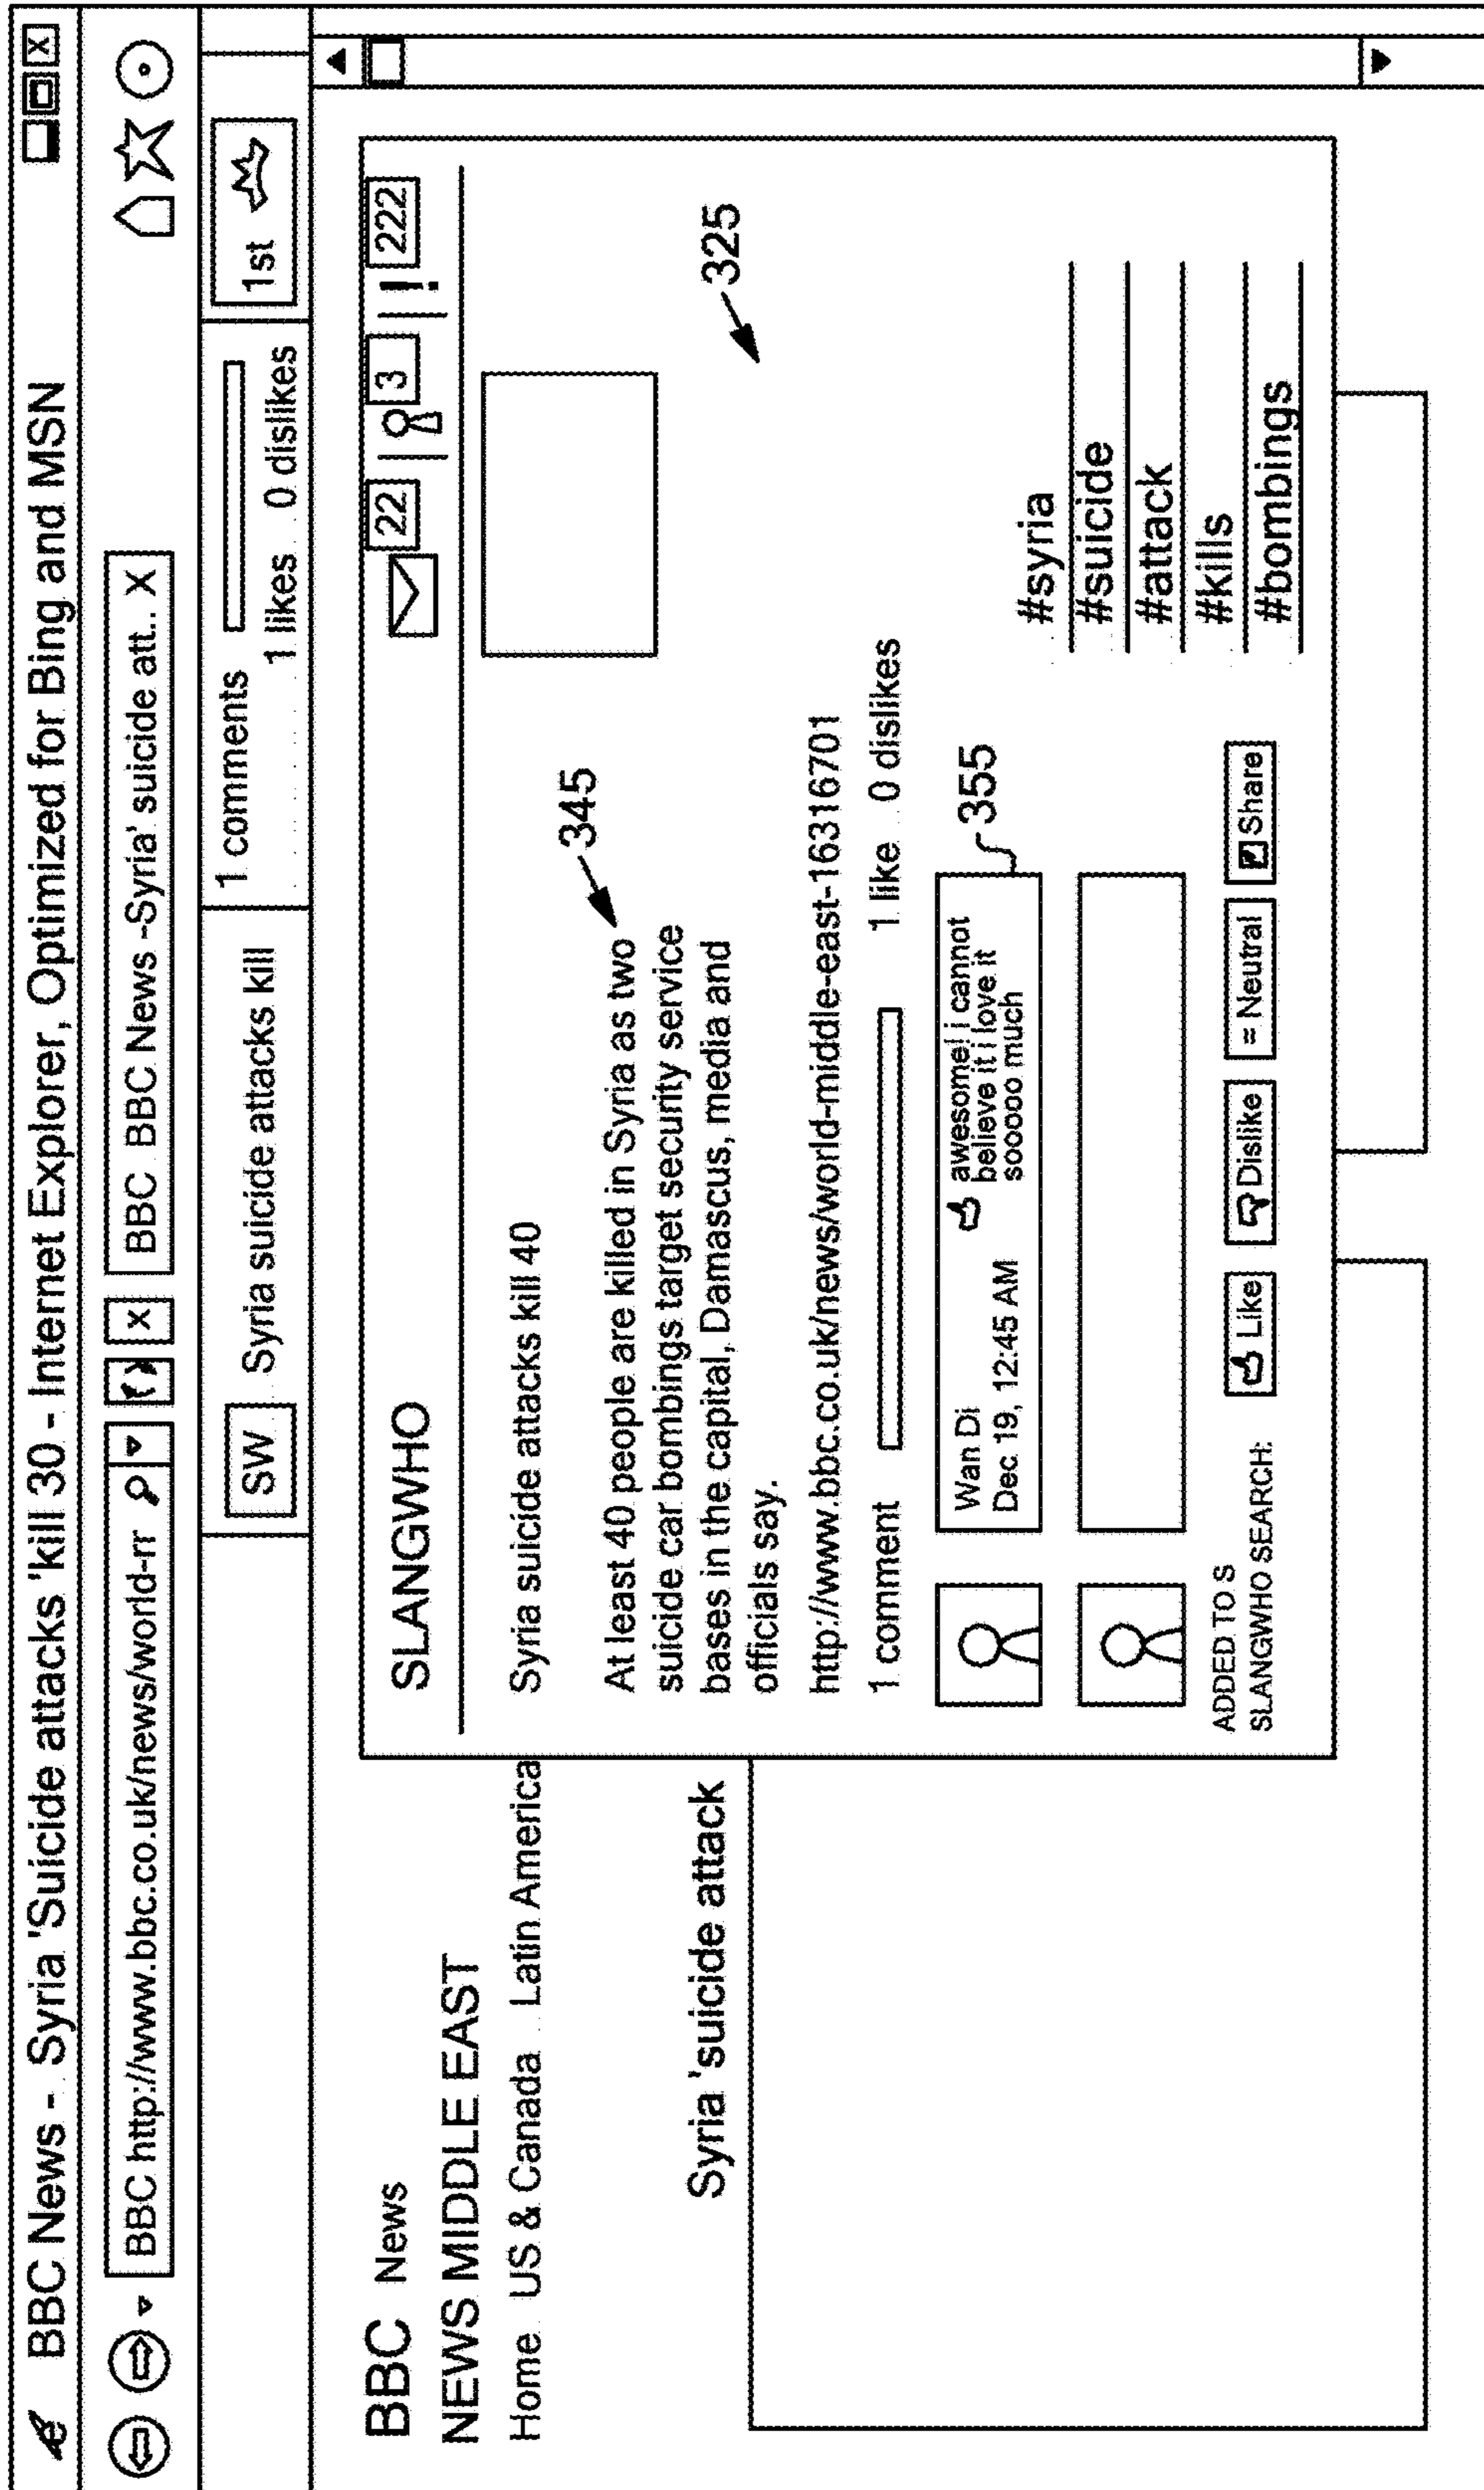 BBC News - Syria 'Suicide attacks 'kill 30 - Internet Explorer, Optimized for Bing and MSN
X
BBC http://www.bbc.co.uk/news/world-rr
x
BBC BBC News -Syria' suicide att.. X
SW Syria suicide attacks kill
1 comments
1 likes 0 dislikes
1st
BBC News
NEWS MIDDLE EAST
Home US & Canada Latin America
Syria 'suicide attack
SLANGWHO
22 3 ! 222
Syria suicide attacks kill 40
345
At least 40 people are killed in Syria as two
suicide car bombings target security service
bases in the capital, Damascus, media and
officials say.
325
http://www.bbc.co.uk/news/world-middle-east-16316701
1 comment 1 like 0 dislikes
Wan Di
Dec 19, 12:45 AM
awesome! i cannot
believe it i love it
sooooo much
355
ADDED TO S
SLANGWHO SEARCH:
Like Dislike = Neutral Share
#syria
#suicide
#attack
#kills
#bombings